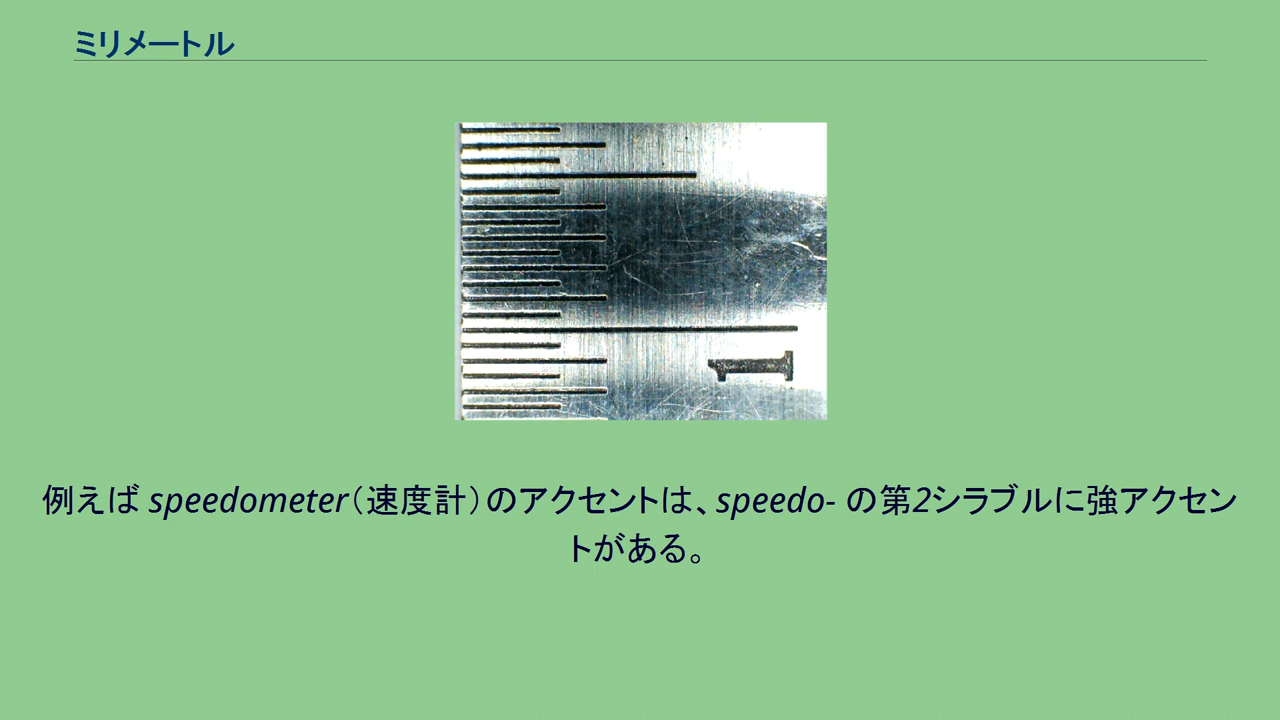 ミリメートル
1
例えば speedometer（速度計）のアクセントは、speedo- の第2シラブルに強アクセン
トがある。